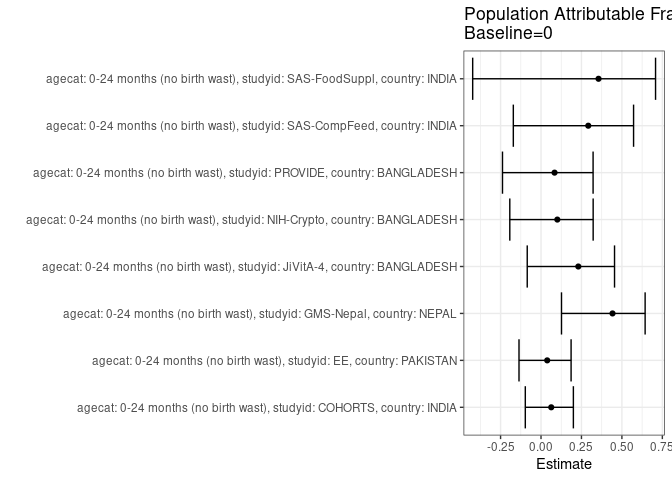 Population Attributable Fra
Baseline=0
agecat: 0-24 months (no birth wast), studyid: SAS-FoodSuppl, country: INDIA
agecat: 0-24 months (no birth wast), studyid: SAS-CompFeed, country: INDIA
agecat: 0-24 months (no birth wast), studyid: PROVIDE, country: BANGLADESH
agecat: 0-24 months (no birth wast), studyid: NIH-Crypto, country: BANGLADESH
agecat: 0-24 months (no birth wast), studyid: JiVitA-4, country: BANGLADESH
agecat: 0-24 months (no birth wast), studyid: GMS-Nepal, country: NEPAL
agecat: 0-24 months (no birth wast), studyid: EE, country: PAKISTAN
agecat: 0-24 months (no birth wast), studyid: COHORTS, country: INDIA
-0.25 0.00 0.25 0.50 0.75
Estimate